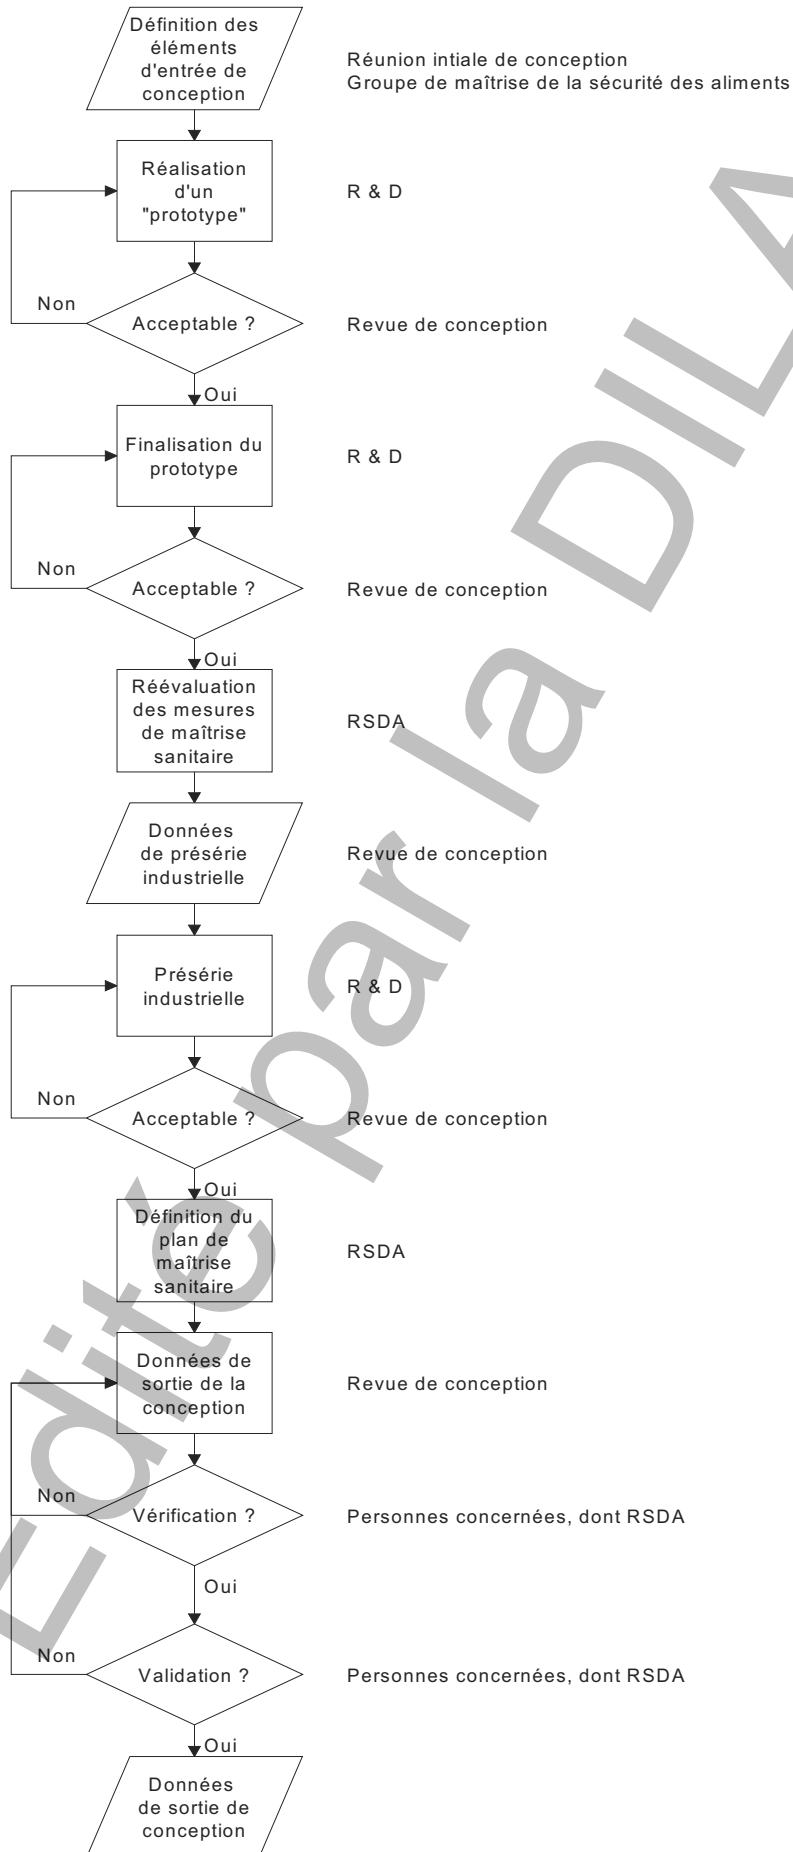 Définition des
éléments
d'entrée de
conception
Réunion intiale de conception
Groupe de maîtrise de la sécurité des aliments
Réalisation
d'un
"prototype"
R & D
Non
Acceptable ?
Revue de conception
Oui
Finalisation du
prototype
R & D
Non
Acceptable ?
Revue de conception
Oui
Réévaluation
des mesures
de maîtrise
sanitaire
RSDA
Données
de présérie
industrielle
Revue de conception
Présérie
industrielle
R & D
Non
Acceptable ?
Revue de conception
Oui
Définition du
plan de
maîtrise
sanitaire
RSDA
Données de
sortie de la
conception
Revue de conception
Non
Vérification ?
Personnes concernées, dont RSDA
Oui
Non
Validation ?
Personnes concernées, dont RSDA
Oui
Données
de sortie de
conception
Edité par la DILA